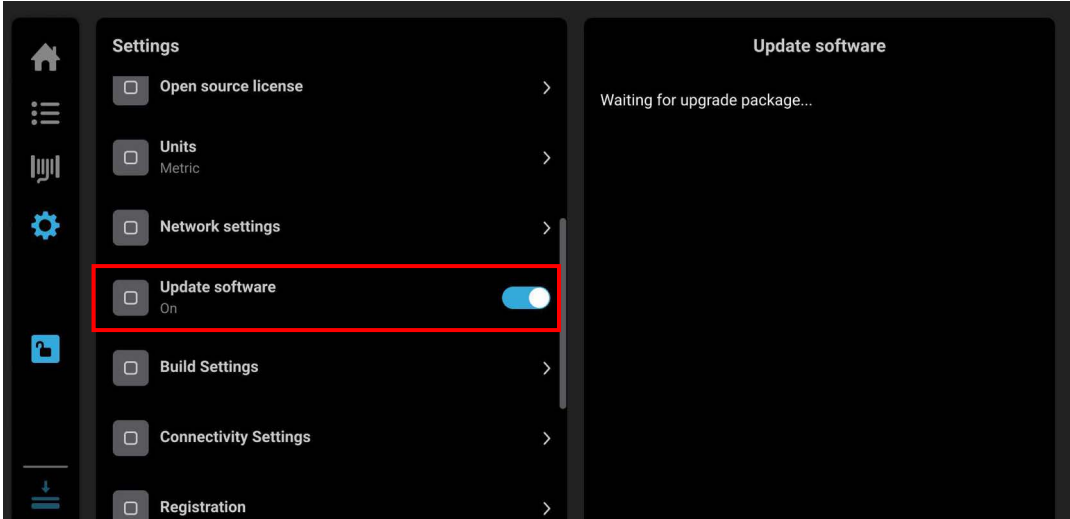 Settings
Open source license
Units
Metric
Network settings
Update software
On
Build Settings
Connectivity Settings
Registration
Update software
Waiting for upgrade package...